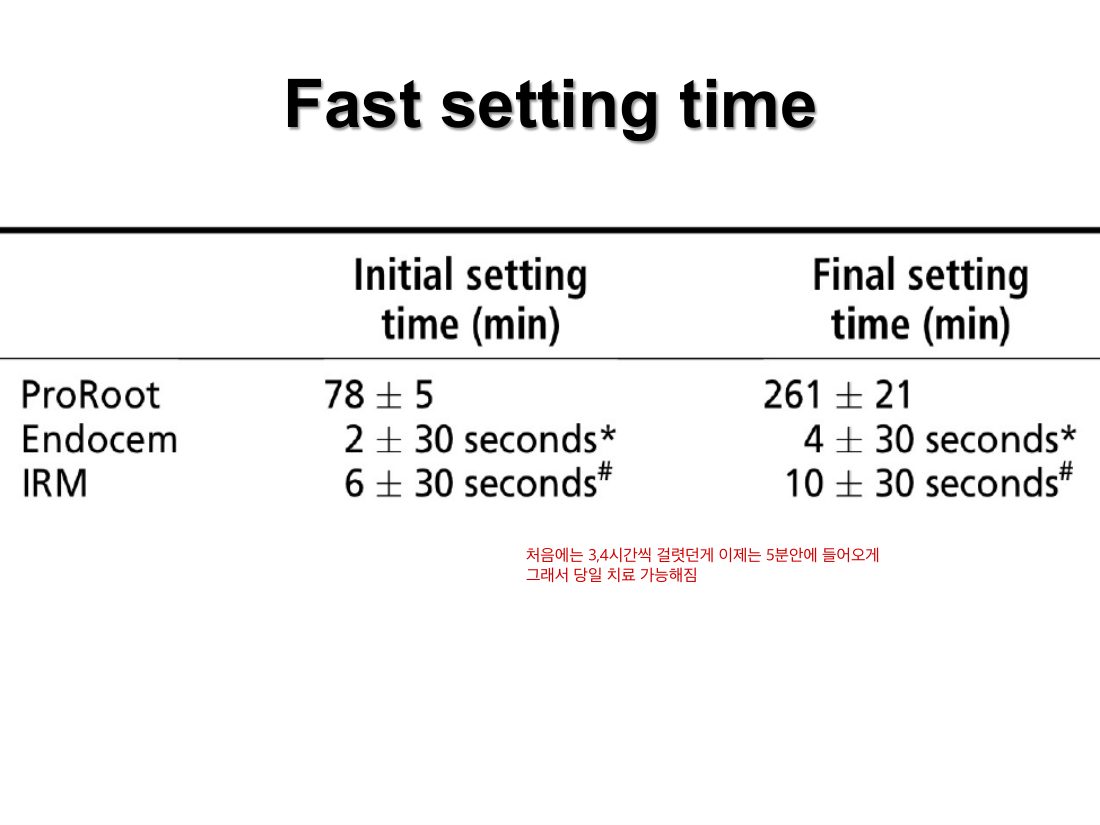 Fast setting time
Initial setting time (min)
Final setting time (min)
ProRoot 78 ± 5 261 ± 21
Endocem 2 ± 30 seconds* 4 ± 30 seconds*
IRM 6 ± 30 seconds# 10 ± 30 seconds#
처음에는 3,4시간씩 걸렷던게 이제는 5분안에 들어오게
그래서 당일 치료 가능해짐